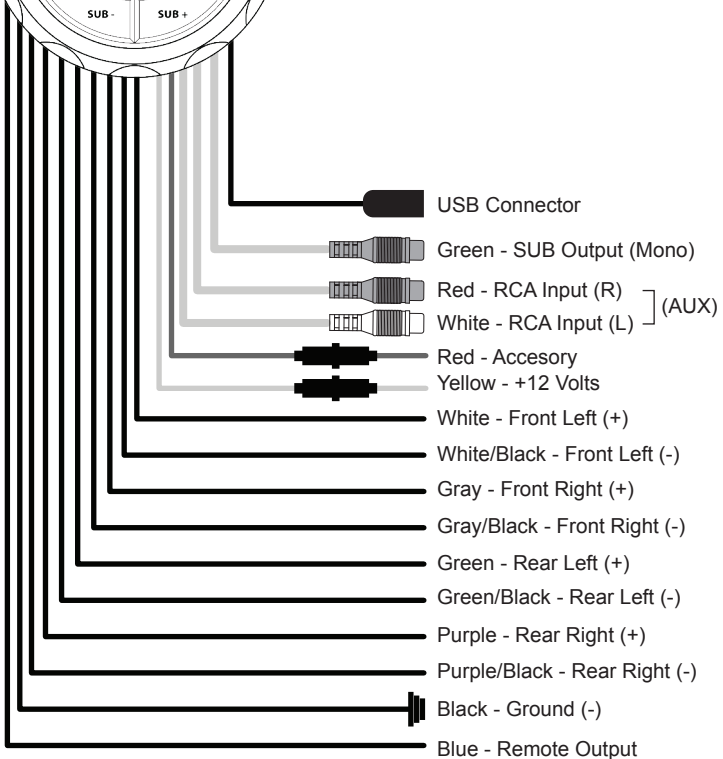 SUB - SUB +
USB Connector
Green - SUB Output (Mono)
Red - RCA Input (R)
(AUX)
White - RCA Input (L)
Red - Accesory
Yellow - +12 Volts
White - Front Left (+)
White/Black - Front Left (-)
Gray - Front Right (+)
Gray/Black - Front Right (-)
Green - Rear Left (+)
Green/Black - Rear Left (-)
Purple - Rear Right (+)
Purple/Black - Rear Right (-)
Black - Ground (-)
Blue - Remote Output